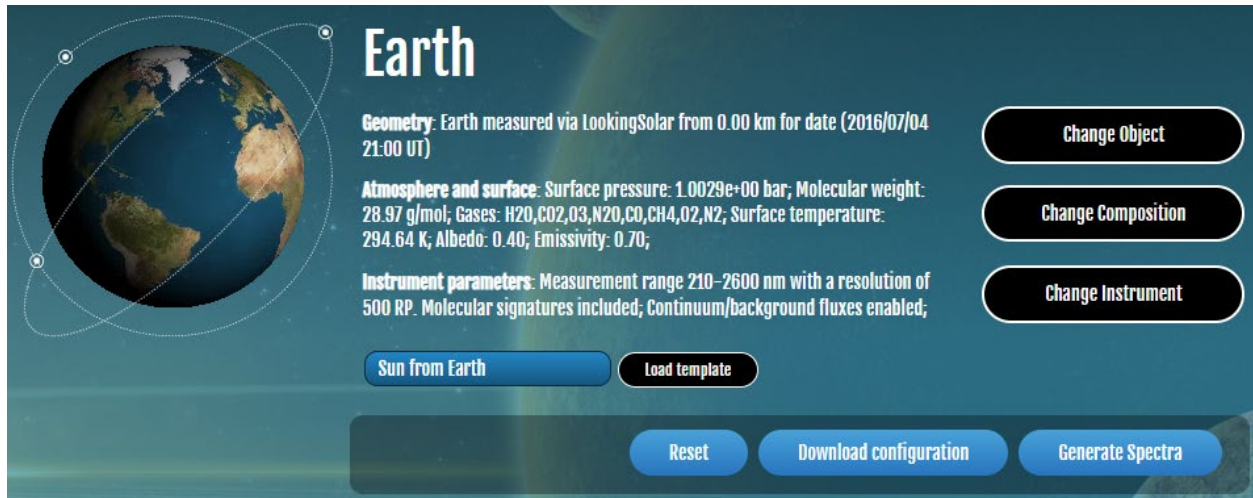 Earth
Geometry: Earth measured via LookingSolar from 0.00 km for date (2016/07/04
21:00 UT)
Change Object
Atmosphere and surface: Surface pressure: 1.0029e+00 bar; Molecular weight:
28.97 g/mol; Gases: H2O,CO2,O3,N2O,CO,CH4,O2,N2; Surface temperature:
294.64 K; Albedo: 0.40; Emissivity: 0.70;
Change Composition
Instrument parameters: Measurement range 210-2600 nm with a resolution of
500 RP. Molecular signatures included; Continuum/background fluxes enabled;
Change Instrument
Sun from Earth
Load template
Reset
Download configuration
Generate Spectra